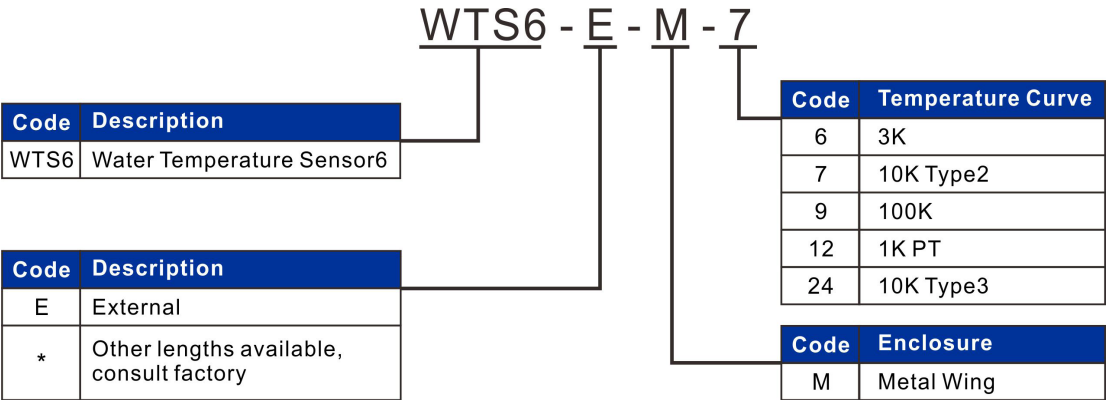 WTS6 - E - M - 7
Code Description
WTS6 Water Temperature Sensor6
Code Description
E External
* Other lengths available,
consult factory
Code Temperature Curve
6 3K
7 10K Type2
9 100K
12 1K PT
24 10K Type3
Code Enclosure
M Metal Wing